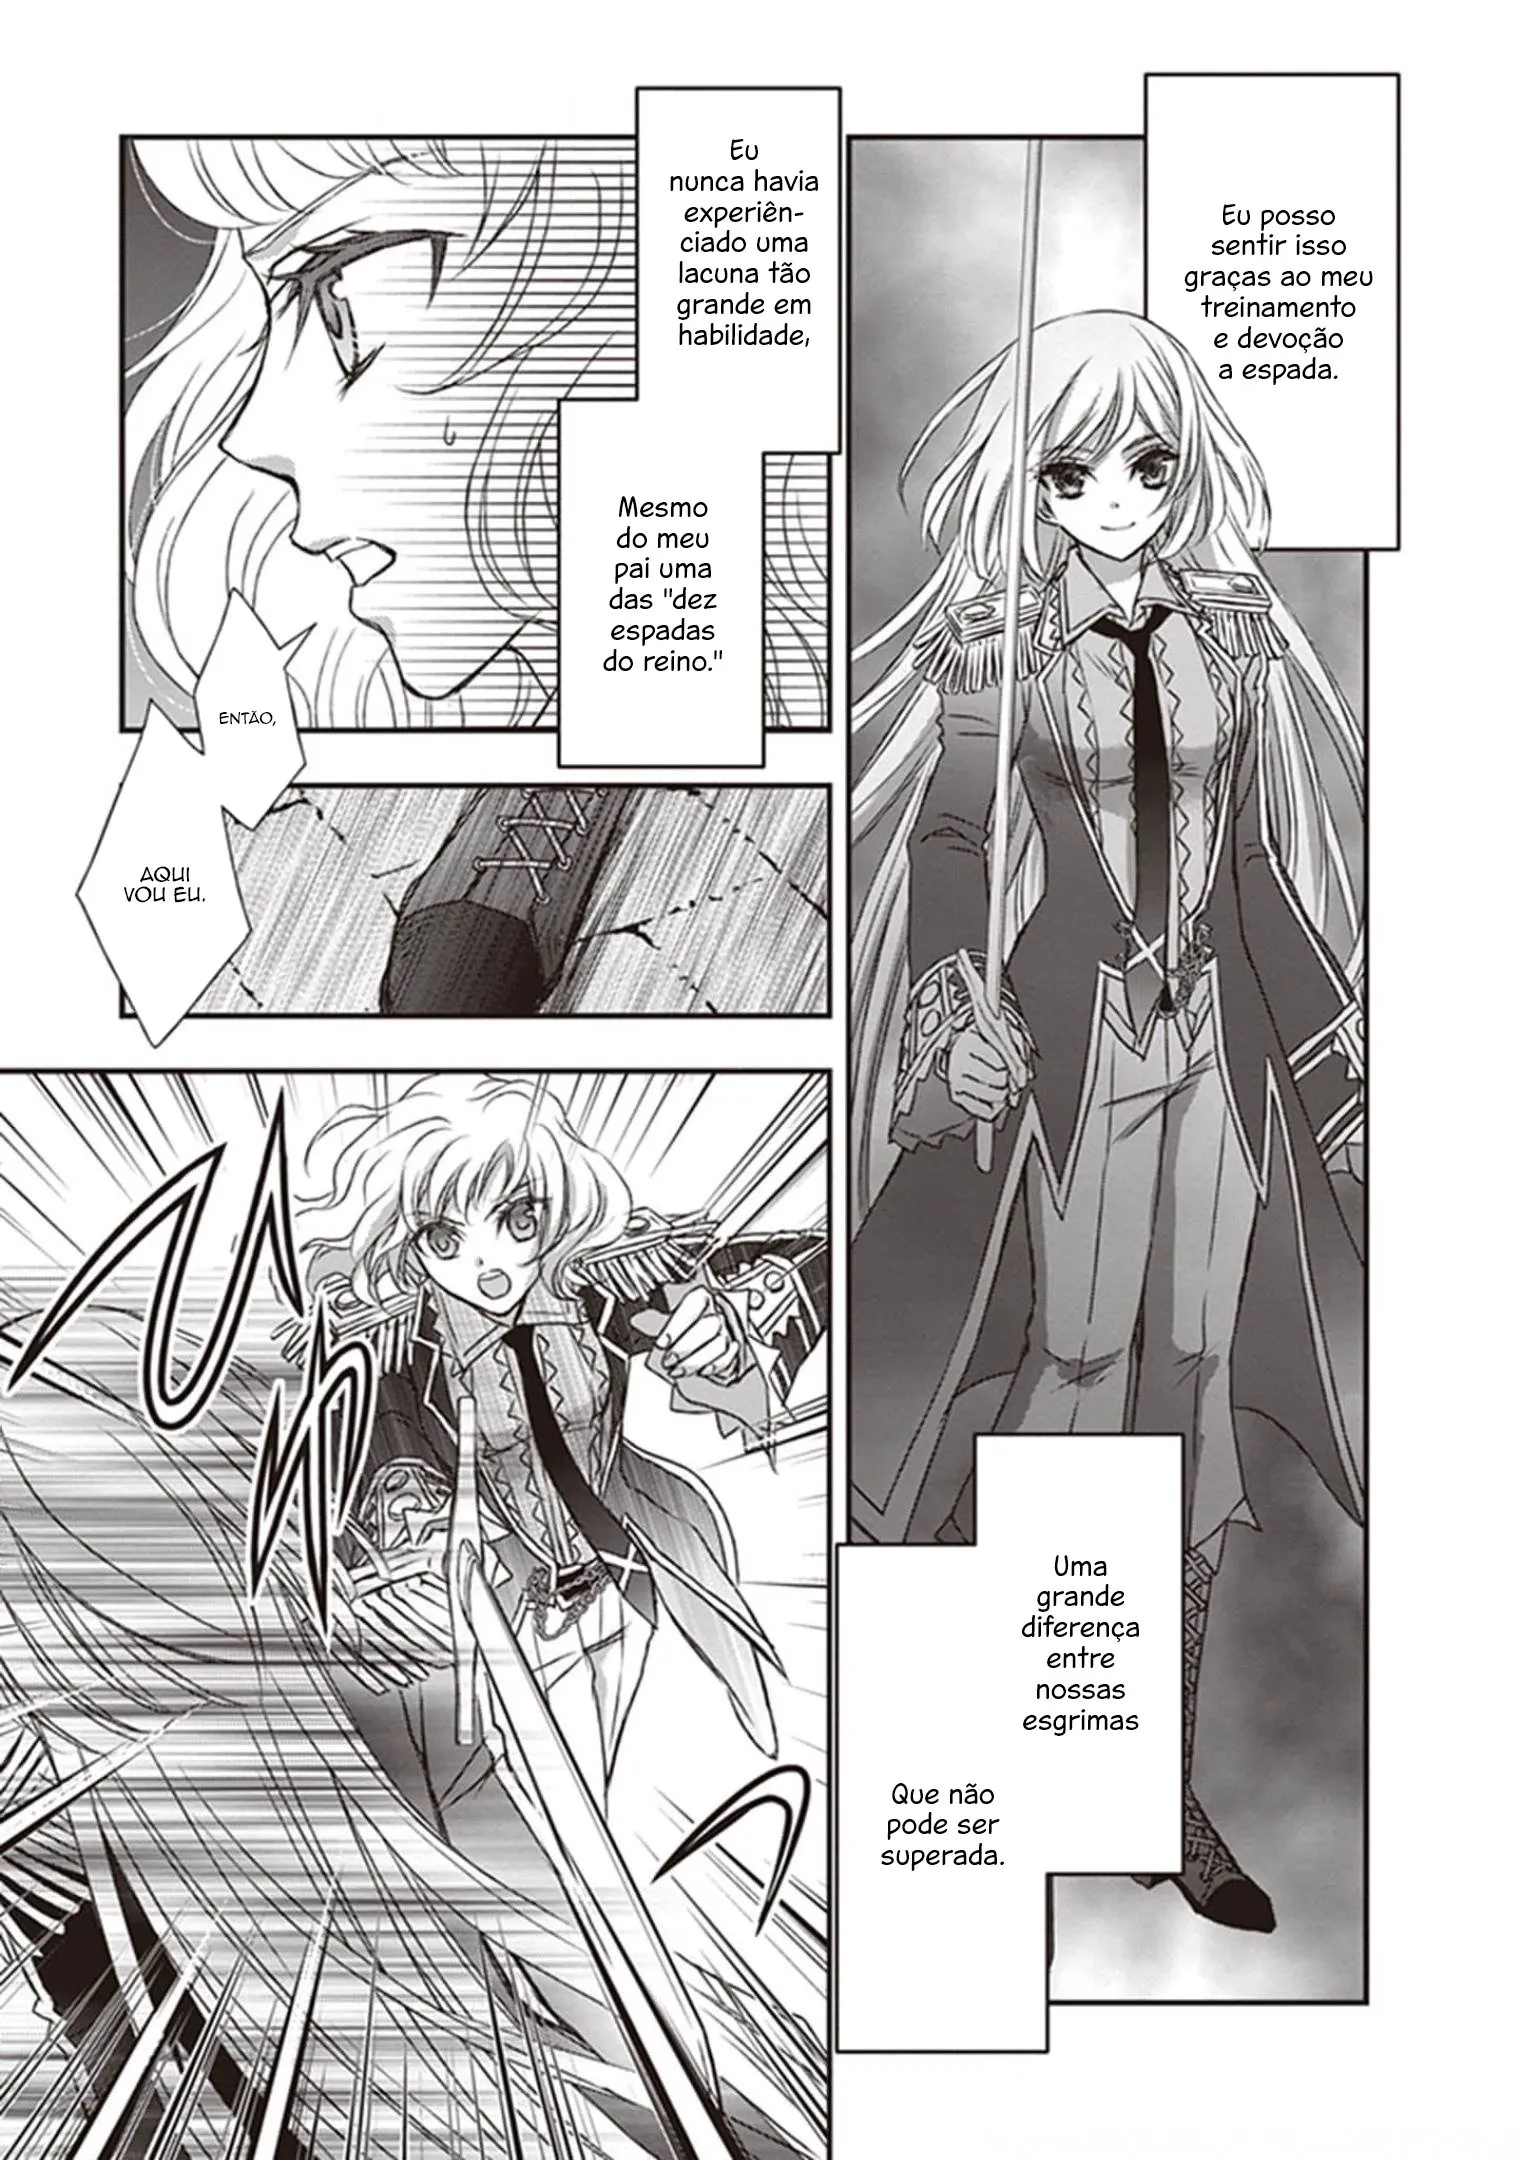 Eu posso
sentir isso
graças ao meu
treinamento
e devoção
a espada.
Uma
grande
diferença
entre
nossas
esgrimas
Que não
pode ser
superada.
Eu
nunca havia
experiên-
ciado uma
lacuna tão
grande em
habilidade,
Mesmo
do meu
pai uma
das "dez
espadas
do reino."
ENTÃO,
AQUI
VOU EU.